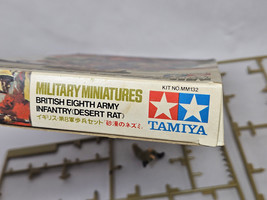 MILITARY MINIATURES
KIT NO. MM132
BRITISH EIGHTH ARMY
INFANTRY《DESERT RAT》
イギリス・第8軍歩兵セット"砂漠のネズミ"
TAMIYA